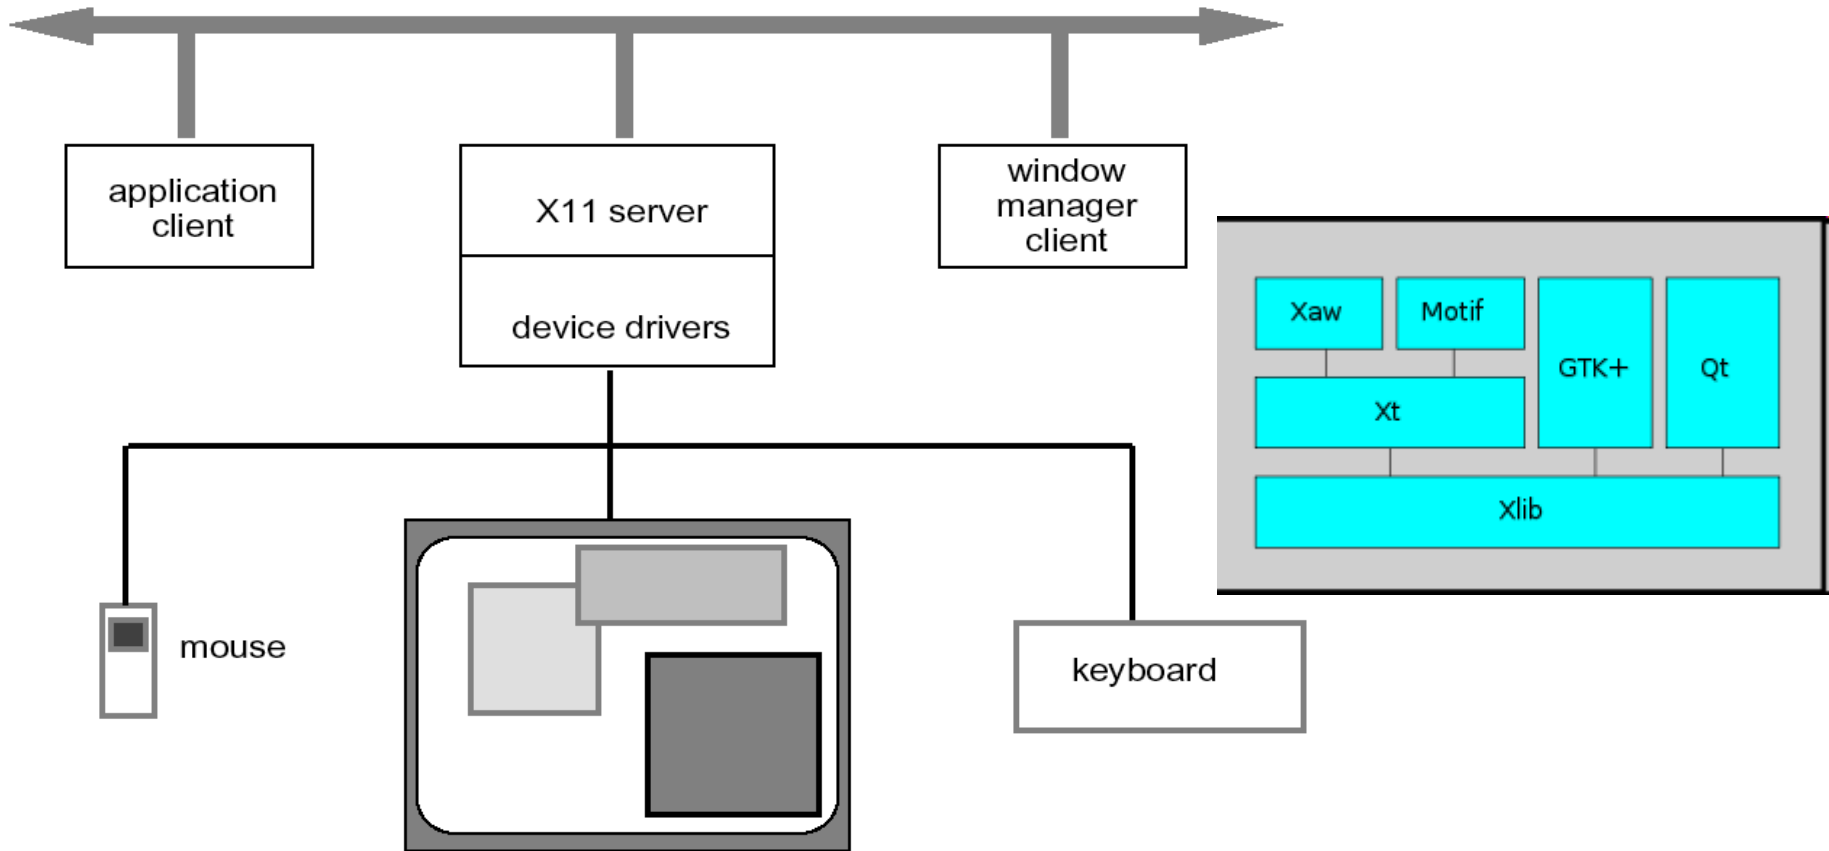 application
client
X11 server
device drivers
window
manager
client
mouse
keyboard
Xaw
Motif
GTK+
Qt
Xt
Xlib